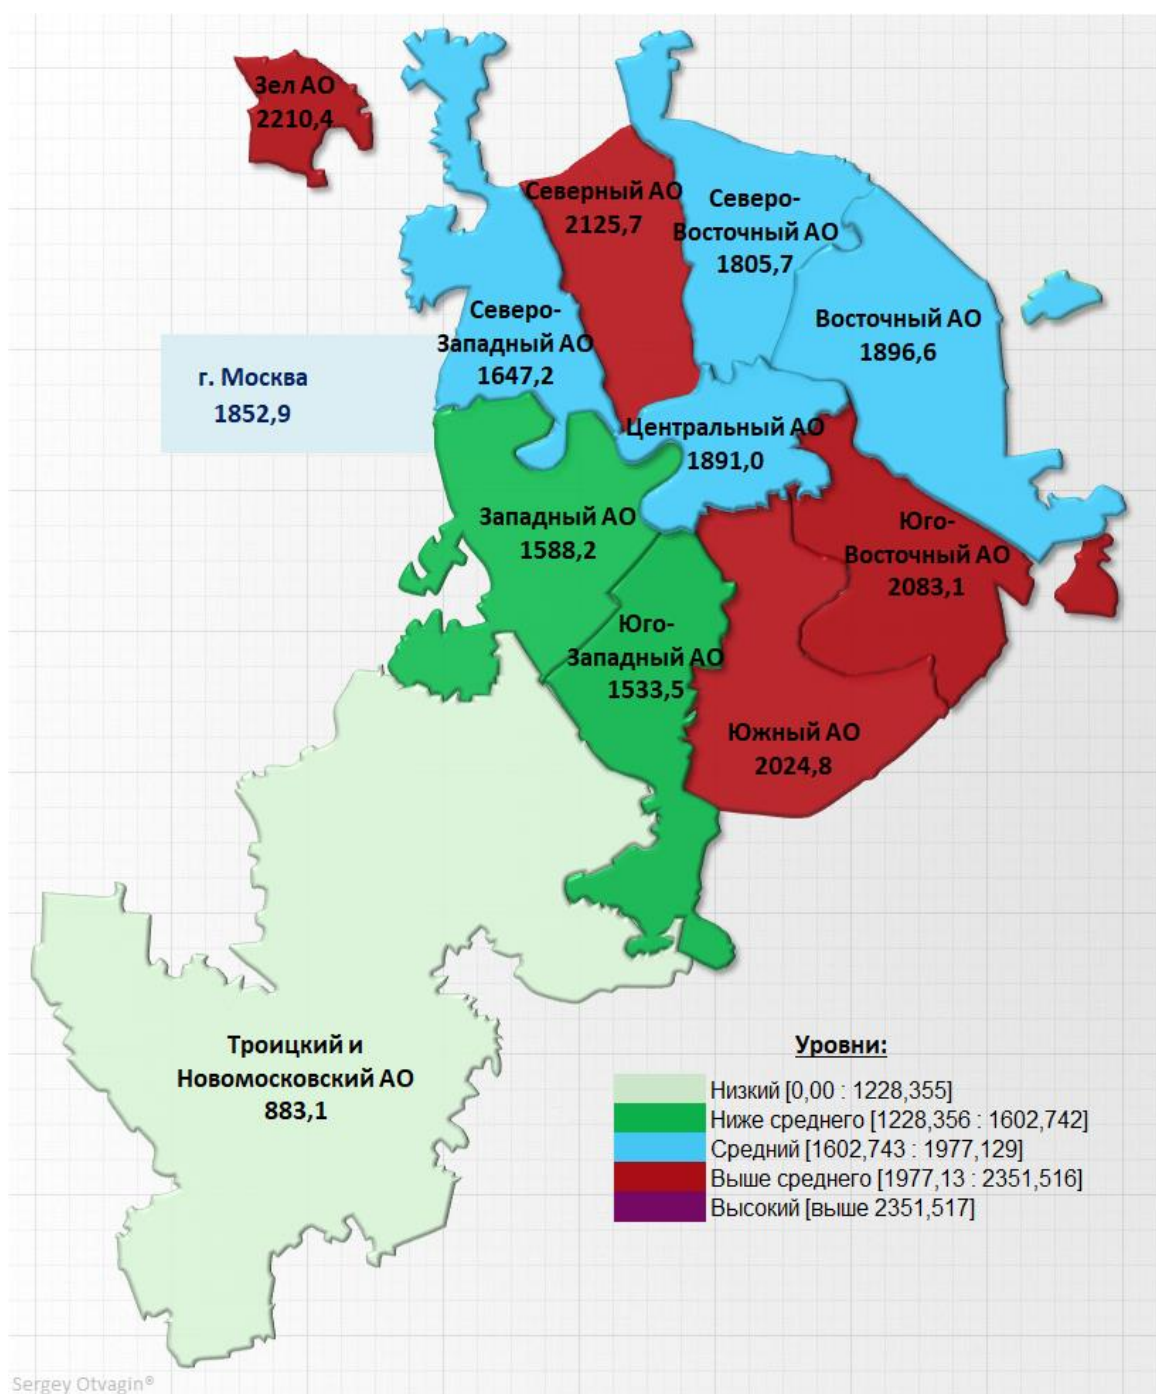 Зел АО
2210,4
Северный АО
2125,7
Северо-
Восточный АО
1805,7
Северо-
Западный АО
1647,2
Восточный АО
1896,6
г. Москва
1852,9
Центральный АО
1891,0
Западный АО
1588,2
Юго-
Восточный АО
2083,1
Юго-
Западный АО
1533,5
Южный АО
2024,8
Троицкий и
Новомосковский АО
883,1
Уровни:
Низкий [0,00 : 1228,355]
Ниже среднего [1228,356 : 1602,742]
Средний [1602,743 : 1977,129]
Выше среднего [1977,13 : 2351,516]
Высокий [выше 2351,517]
Sergey Otvagin®